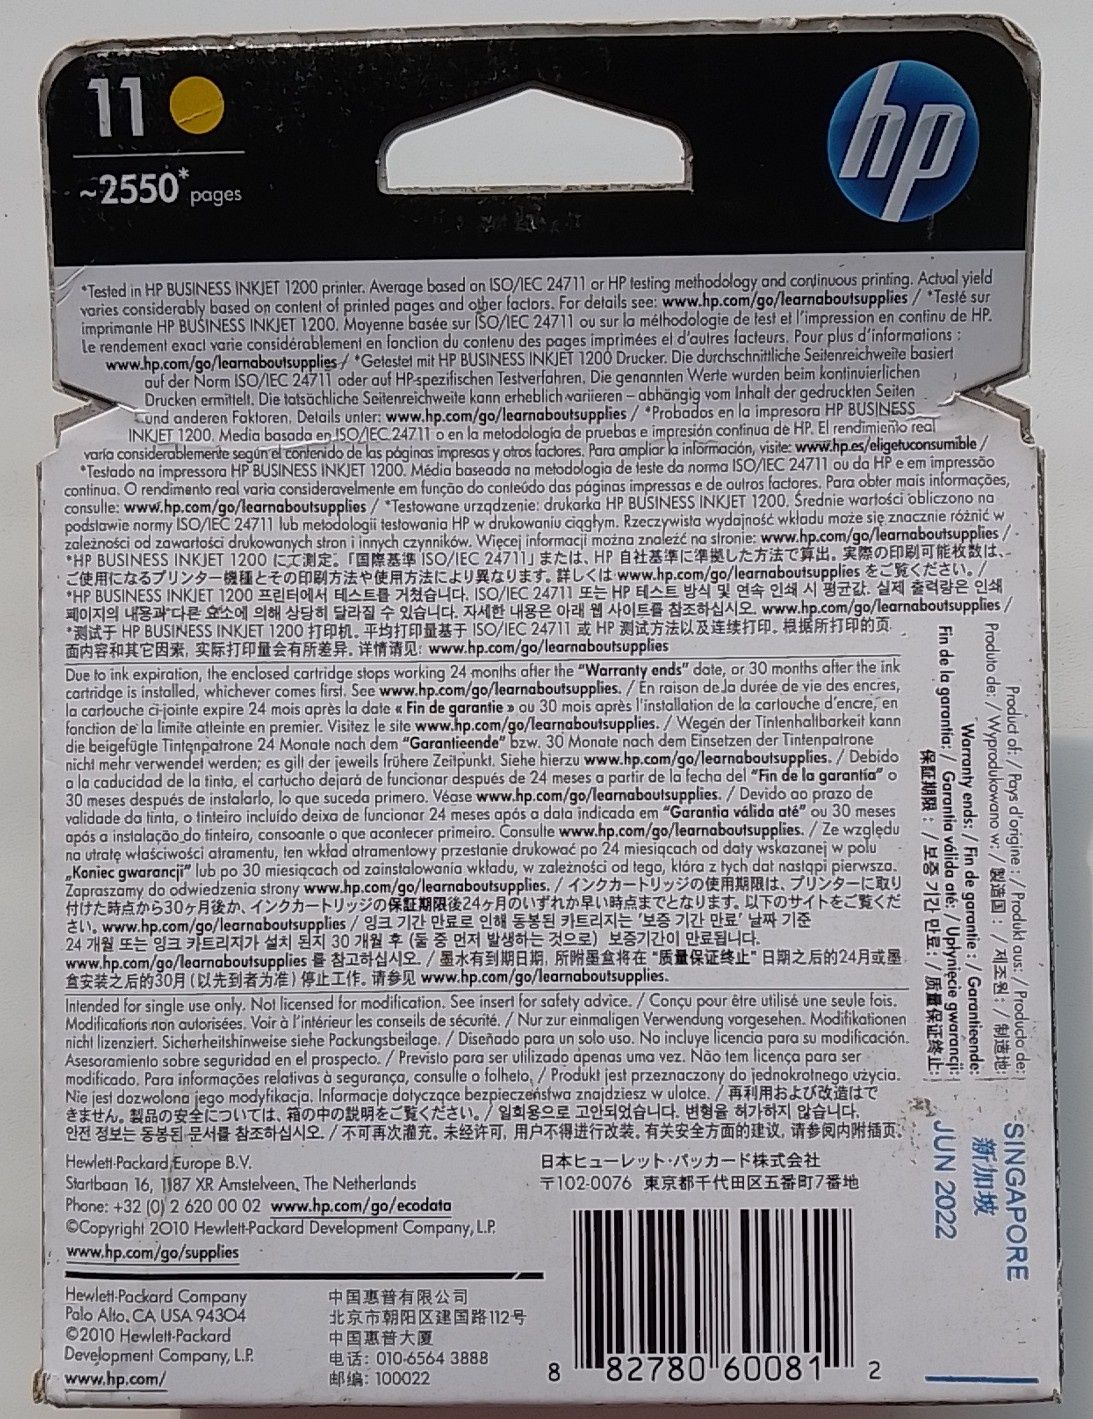 11
hp
~2550* pages
*Tested in HP BUSINESS INKJET 1200 printer. Average based on ISO/IEC 24711 or HP testing methodology and continuous printing. Actual yield
varies considerably based on content of printed pages and other factors. For details see: www.hp.com/go/learnaboutsupplies / *Testé sur
imprimante HP BUSINESS INKJET 1200. Moyenne basée sur ISO/IEC 24711 ou sur la méthodologie de test et l'impression en continu de HP.
Le rendement exact varie considérablement en fonction du contenu des pages imprimées et d'autres facteurs. Pour plus d'informations :
www.hp.com/go/learnaboutsupplies / *Getestet mit HP BUSINESS INKJET 1200 Drucker. Die durchschnittliche Seitenreichweite basiert
auf der Norm ISO/IEC 24711 oder auf HP-spezifischen Testverfahren. Die genannten Werte wurden beim kontinuierlichen
Drucken ermittelt. Die tatsächliche Seitenreichweite kann erheblich variieren – abhängig vom Inhalt der gedruckten Seiten
und anderen Faktoren. Details unter: www.hp.com/go/learnaboutsupplies / *Probados en la impresora HP BUSINESS
INKJET 1200. Media basada en ISO/IEC 24711 o en la metodología de pruebas e impresión continua de HP. El rendimiento real
varía considerablemente según el contenido de las páginas impresas y otros factores. Para ampliar la información, visite: www.hp.es/eligetuconsumible /
*Testado na impressora HP BUSINESS INKJET 1200. Média baseada na metodologia de teste da norma ISO/IEC 24711 ou da HP e em impressão
contínua. O rendimento real varia consideravelmente em função do conteúdo das páginas impressas e de outros factores. Para obter mais informações,
consulte: www.hp.com/go/learnaboutsupplies / *Testowane urządzenie: drukarka HP BUSINESS INKJET 1200. Średnie wartości obliczono na
podstawie normy ISO/IEC 24711 lub metodologii testowania HP w drukowaniu ciągłym. Rzeczywista wydajność wkładu może się znacznie różnić w
zależności od zawartości drukowanych stron i innych czynników. Więcej informacji można znaleźć na stronie: www.hp.com/go/learnaboutsupplies /
*HP BUSINESS INKJET 1200 にて測定。「国際基準 ISO/IEC 24711」または、HP 自社基準に準拠した方法で算出。実際の印刷可能枚数は、
ご使用になるプリンター機種とその印刷方法や使用方法により異なります。詳しくは www.hp.com/go/learnaboutsupplies をご覧ください。/
*HP BUSINESS INKJET 1200 프린터에서 테스트를 거쳤습니다. ISO/IEC 24711 또는 HP 테스트 방식 및 연속 인쇄 시 평균값. 실제 출력량은 인쇄
페이지의 내용과 다른 요소에 의해 상당히 달라질 수 있습니다. 자세한 내용은 아래 웹 사이트를 참조하십시오. www.hp.com/go/learnaboutsupplies /
*测试于 HP BUSINESS INKJET 1200 打印机。平均打印量基于 ISO/IEC 24711 或 HP 测试方法以及连续打印。根据所打印的页
面内容和其它因素, 实际打印量会有所差异。详情请见: www.hp.com/go/learnaboutsupplies
Due to ink expiration, the enclosed cartridge stops working 24 months after the "Warranty ends" date, or 30 months after the ink
cartridge is installed, whichever comes first. See www.hp.com/go/learnaboutsupplies. / En raison de la durée de vie des encres,
la cartouche ci-jointe expire 24 mois après la date « Fin de garantie » ou 30 mois après l'installation de la cartouche d'encre, en
fonction de la limite atteinte en premier. Visitez le site www.hp.com/go/learnaboutsupplies. / Wegen der Tintenhaltbarkeit kann
die beigefügte Tintenpatrone 24 Monate nach dem "Garantieende" bzw. 30 Monate nach dem Einsetzen der Tintenpatrone
nicht mehr verwendet werden; es gilt der jeweils frühere Zeitpunkt. Siehe hierzu www.hp.com/go/learnaboutsupplies. / Debido
a la caducidad de la tinta, el cartucho dejará de funcionar después de 24 meses a partir de la fecha del "Fin de la garantía" o
30 meses después de instalarlo, lo que suceda primero. Véase www.hp.com/go/learnaboutsupplies. / Devido ao prazo de
validade da tinta, o tinteiro incluído deixa de funcionar 24 meses após a data indicada em "Garantia válida até" ou 30 meses
após a instalação do tinteiro, consoante o que acontecer primeiro. Consulte www.hp.com/go/learnaboutsupplies. / Ze względu
na utratę właściwości atramentu, ten wkład atramentowy przestanie drukować po 24 miesiącach od daty wskazanej w polu
„Koniec gwarancji" lub po 30 miesiącach od zainstalowania wkładu, w zależności od tego, która z tych dat nastąpi pierwsza.
Zapraszamy do odwiedzenia strony www.hp.com/go/learnaboutsupplies. / インクカートリッジの使用期限は、プリンターに取り
付けた時点から30ヶ月後か、インクカートリッジの保証期限後24ヶ月のいずれか早い時点までとなります。以下のサイトをご覧くだ
さい。www.hp.com/go/learnaboutsupplies / 잉크 기간 만료로 인해 동봉된 카트리지는 '보증 기간 만료' 날짜 기준
24 개월 또는 잉크 카트리지가 설치 된지 30 개월 후 (둘 중 먼저 발생하는 것으로) 보증기간이 만료됩니다.
www.hp.com/go/learnaboutsupplies 를 참고하십시오. / 墨水有到期日期, 所附墨盒将在 "质量保证终止" 日期之后的24月或墨
盒安装之后的30月 (以先到者为准) 停止工作。请参见 www.hp.com/go/learnaboutsupplies.
Intended for single use only. Not licensed for modification. See insert for safety advice. / Conçu pour être utilisé une seule fois.
Modifications non autorisées. Voir à l'intérieur les conseils de sécurité. / Nur zur einmaligen Verwendung vorgesehen. Modifikationen
nicht lizenziert. Sicherheitshinweise siehe Packungsbeilage. / Diseñado para un solo uso. No incluye licencia para su modificación.
Asesoramiento sobre seguridad en el prospecto. / Previsto para ser utilizado apenas uma vez. Não tem licença para ser
modificado. Para informações relativas à segurança, consulte o folheto. / Produkt jest przeznaczony do jednokrotnego użycia.
Nie jest dozwolona jego modyfikacja. Informacje dotyczące bezpieczeństwa znajdziesz w ulotce. / 再利用および改造はで
きません。製品の安全については、箱の中の説明をご覧ください。/ 일회용으로 고안되었습니다. 변형을 허가하지 않습니다.
안전 정보는 동봉된 문서를 참조하십시오. / 不可再次灌充。未经许可, 用户不得进行改装。有关安全方面的建议, 请参阅内附插页。
Product of: / Pays d'origine : / Produkt aus: / Producto de:
Produto de: / Wyprodukowano w: / 製造国 : / 제조원 : / 制造地:
Warranty ends: / Fin de garantie : / Garantieende:
Fin de la garantía: / Garantia válida até: / Upłynięcie gwarancji:
保証期限 : / 보증 기간 만료 : / 质量保证终止:
SINGAPORE
新加坡
JUN 2022
Hewlett-Packard Europe B.V.
Startbaan 16, 1187 XR Amstelveen, The Netherlands
Phone: +32 (0) 2 620 00 02 www.hp.com/go/ecodata
©Copyright 2010 Hewlett-Packard Development Company, L.P.
www.hp.com/go/supplies
日本ヒューレット・パッカード株式会社
〒102-0076 東京都千代田区五番町7番地
Hewlett-Packard Company
Palo Alto, CA USA 94304
©2010 Hewlett-Packard
Development Company, L.P.
www.hp.com/
中国惠普有限公司
北京市朝阳区建国路112号
中国惠普大厦
电话: 010-6564 3888
邮编: 100022
8 82780 60081 2